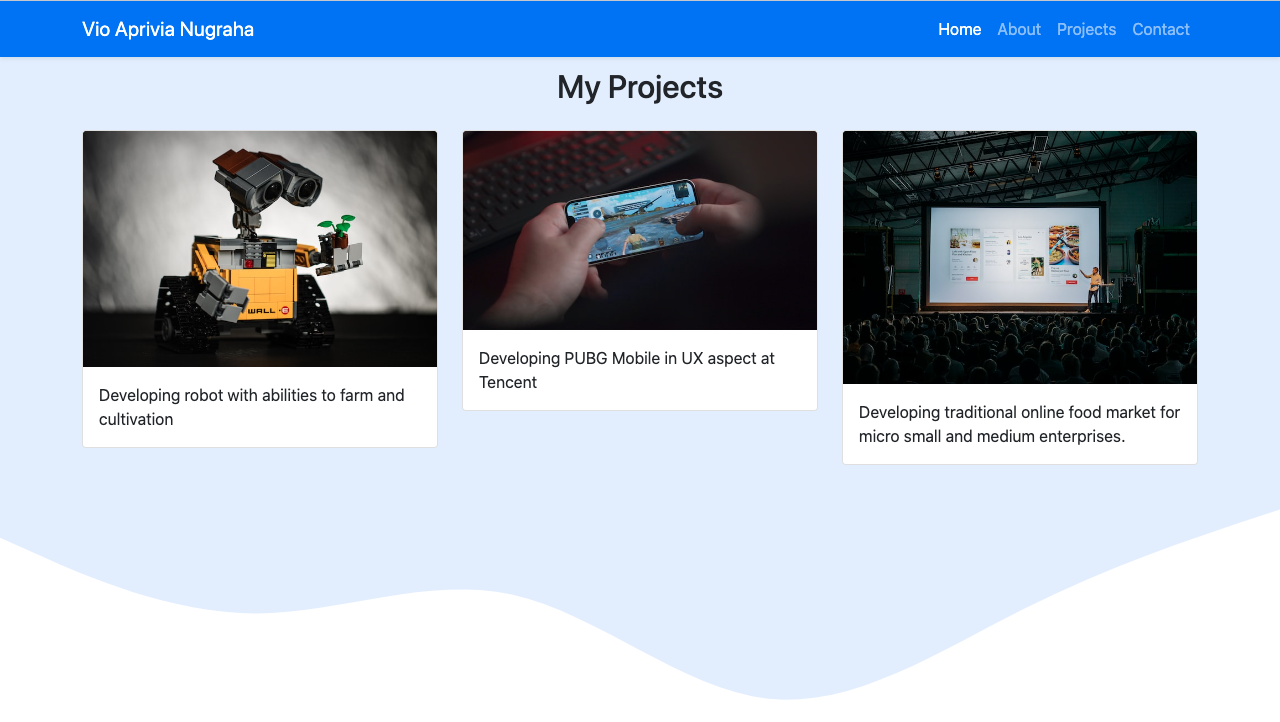 Vio Aprivia Nugraha
Home About Projects Contact
My Projects
WALL•E
Developing robot with abilities to farm and
cultivation
Developing PUBG Mobile in UX aspect at
Tencent
Developing traditional online food market for
micro small and medium enterprises.